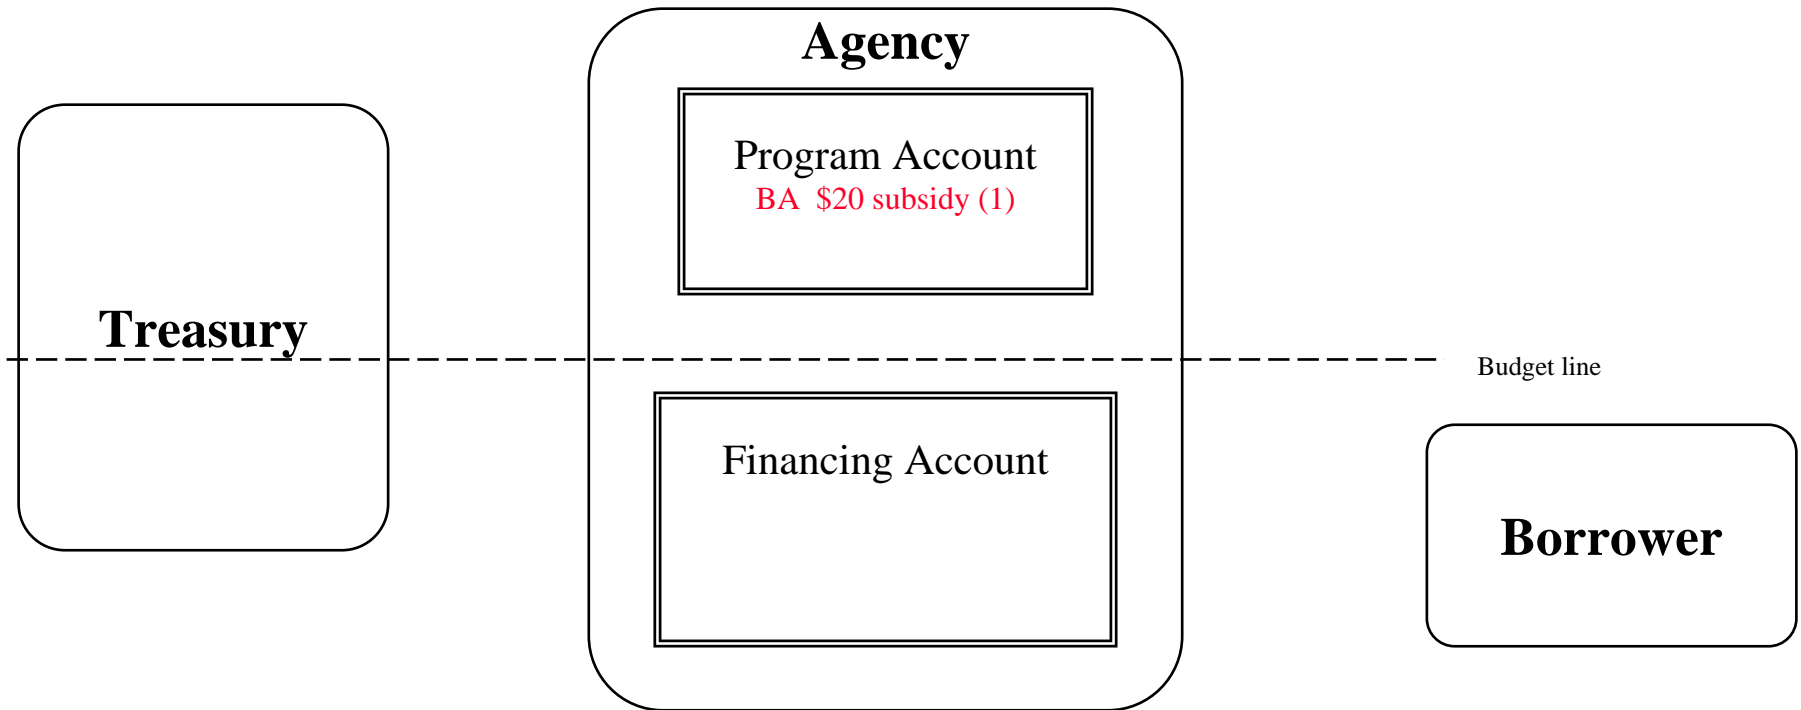 Agency
Program Account
BA $20 subsidy (1)
Treasury
Budget line
Financing Account
Borrower